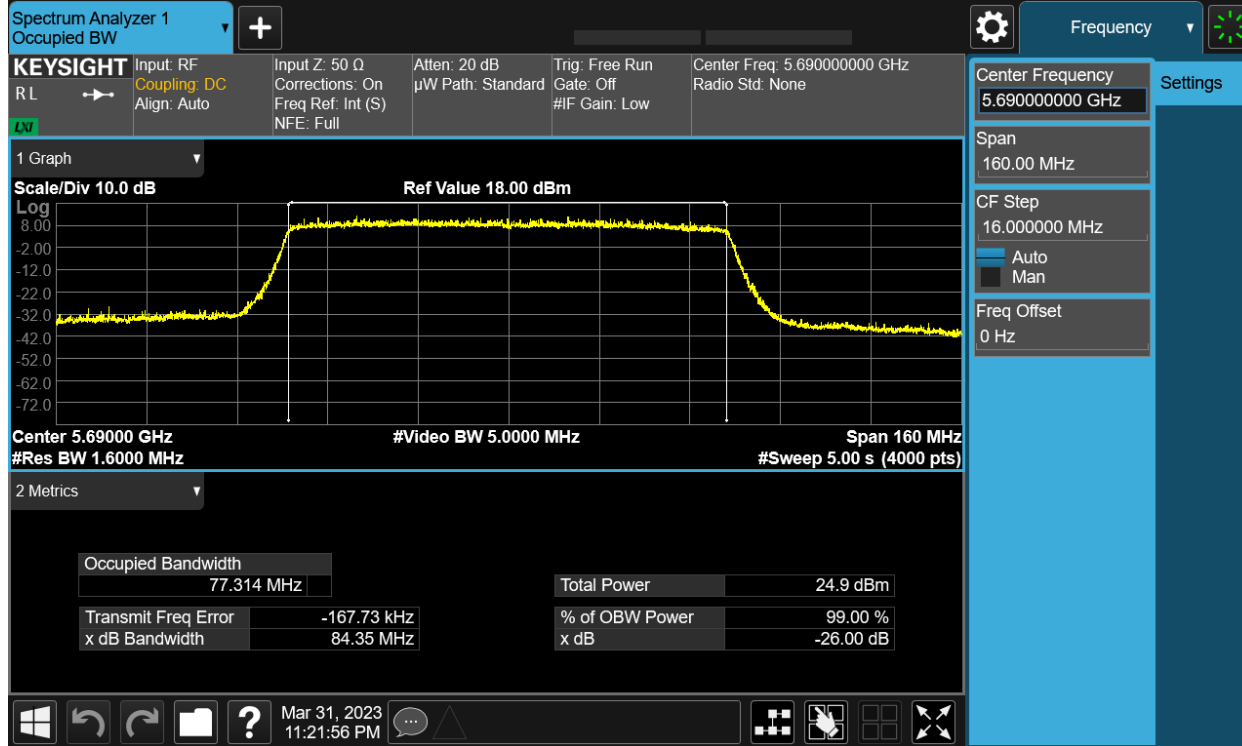 Spectrum Analyzer 1
Occupied BW
+
Frequency
KEYSIGHT
R L
LXI
Input: RF
Coupling: DC
Align: Auto
Input Z: 50 Ω
Corrections: On
Freq Ref: Int (S)
NFE: Full
Atten: 20 dB
µW Path: Standard
Trig: Free Run
Gate: Off
#IF Gain: Low
Center Freq: 5.690000000 GHz
Radio Std: None
Center Frequency
5.690000000 GHz
Settings
Span
160.00 MHz
CF Step
16.000000 MHz
Auto
Man
Freq Offset
0 Hz
1 Graph
Scale/Div 10.0 dB
Ref Value 18.00 dBm
Log
8.00
-2.00
-12.0
-22.0
-32.0
-42.0
-52.0
-62.0
-72.0
Center 5.69000 GHz
#Video BW 5.0000 MHz
Span 160 MHz
#Res BW 1.6000 MHz
#Sweep 5.00 s (4000 pts)
2 Metrics
Occupied Bandwidth
77.314 MHz
Total Power 24.9 dBm
Transmit Freq Error -167.73 kHz
% of OBW Power 99.00 %
x dB Bandwidth 84.35 MHz
x dB -26.00 dB
?
Mar 31, 2023
11:21:56 PM